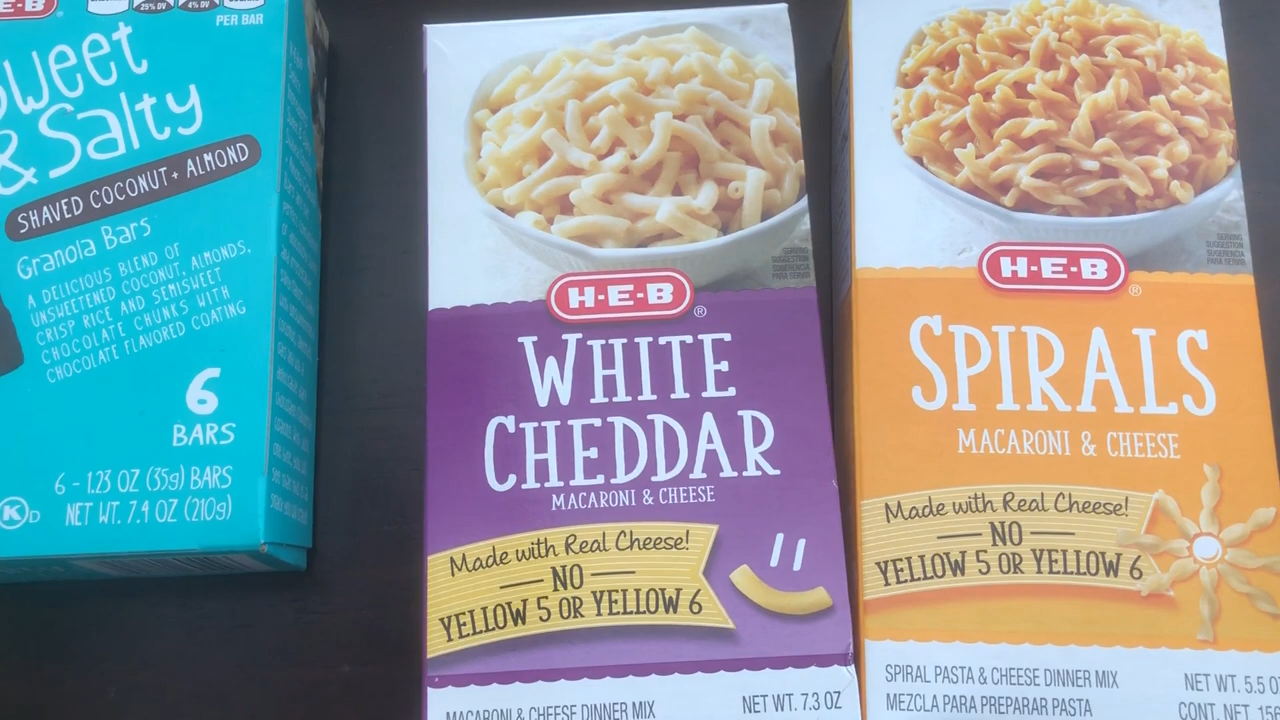 E-B
25% DV
4% DV
PER BAR
Sweet
& Salty
SHAVED COCONUT + ALMOND
Granola Bars
A DELICIOUS BLEND OF
UNSWEETENED COCONUT, ALMONDS,
CRISP RICE AND SEMISWEET
CHOCOLATE CHUNKS WITH
CHOCOLATE FLAVORED COATING
6
BARS
6 - 1.23 OZ (35g) BARS
K D
NET WT. 7.4 OZ (210g)
SERVING
SUGGESTION
SUGERENCIA
PARA SERVIR
H-E-B ®
WHITE
CHEDDAR
MACARONI & CHEESE
Made with Real Cheese!
NO
YELLOW 5 OR YELLOW 6
MACARONI & CHEESE DINNER MIX
NET WT. 7.3 OZ
SERVING
SUGGESTION
SUGERENCIA
PARA SERVIR
H-E-B ®
SPIRALS
MACARONI & CHEESE
Made with Real Cheese!
NO
YELLOW 5 OR YELLOW 6
SPIRAL PASTA & CHEESE DINNER MIX
MEZCLA PARA PREPARAR PASTA
NET WT. 5.5 OZ
CONT. NET. 156